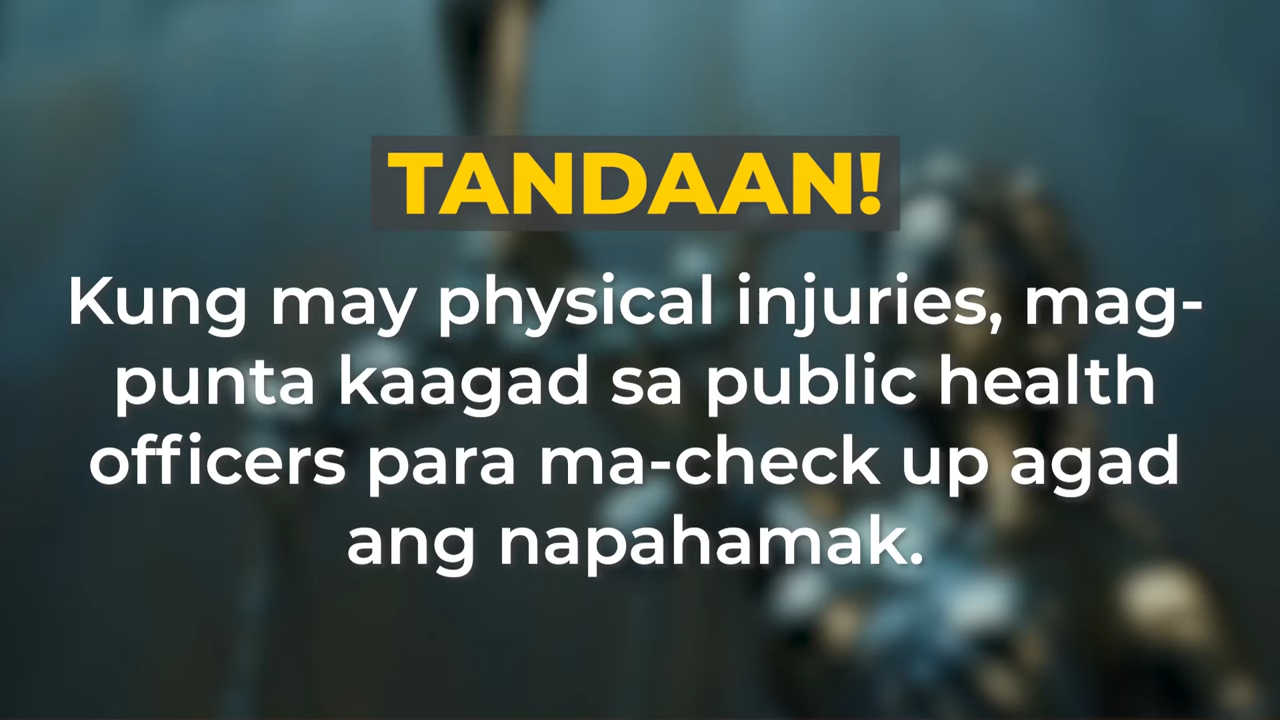 TANDAAN!
Kung may physical injuries, mag-
punta kaagad sa public health
officers para ma-check up agad
ang napahamak.